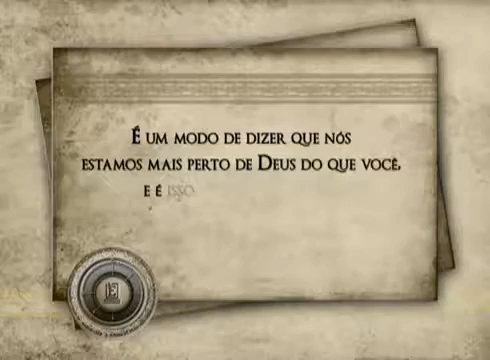 É UM MODO DE DIZER QUE NÓS
ESTAMOS MAIS PERTO DE DEUS DO QUE VOCÊ,
E É ISSO